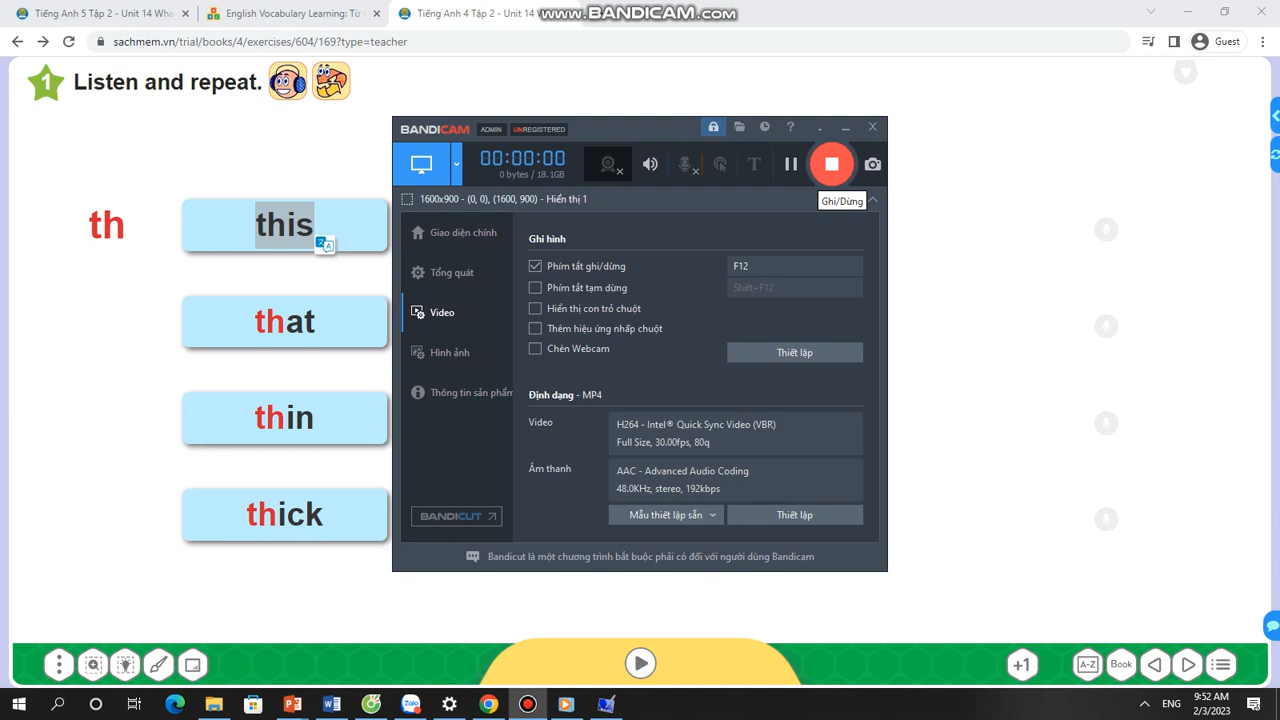 Tiếng Anh 5 Tập 2 - Unit 14 Wha
English Vocabulary Learning: Từ
Tiếng Anh 4 Tập 2 - Unit 14 W
www.BANDICAM.com
sachmem.vn/trial/books/4/exercises/604/169?type=teacher
Guest
1 Listen and repeat.
BANDICAM ADMIN UNREGISTERED
00:00:00
0 bytes / 18.1GB
1600x900 - (0, 0), (1600, 900) - Hiển thị 1
Ghi/Dừng
th this
that
thin
thick
Giao diện chính
Tổng quát
Video
Hình ảnh
Thông tin sản phẩm
BANDICUT
Ghi hình
Phím tắt ghi/dừng F12
Phím tắt tạm dừng Shift+F12
Hiển thị con trỏ chuột
Thêm hiệu ứng nhấp chuột
Chèn Webcam
Thiết lập
Định dạng - MP4
Video
H264 - Intel® Quick Sync Video (VBR)
Full Size, 30.00fps, 80q
Âm thanh
AAC - Advanced Audio Coding
48.0KHz, stereo, 192kbps
Mẫu thiết lập sẵn
Thiết lập
Bandicut là một chương trình bắt buộc phải có đối với người dùng Bandicam
+1
A-Z
Book
Zalo
ENG
9:52 AM
2/3/2023